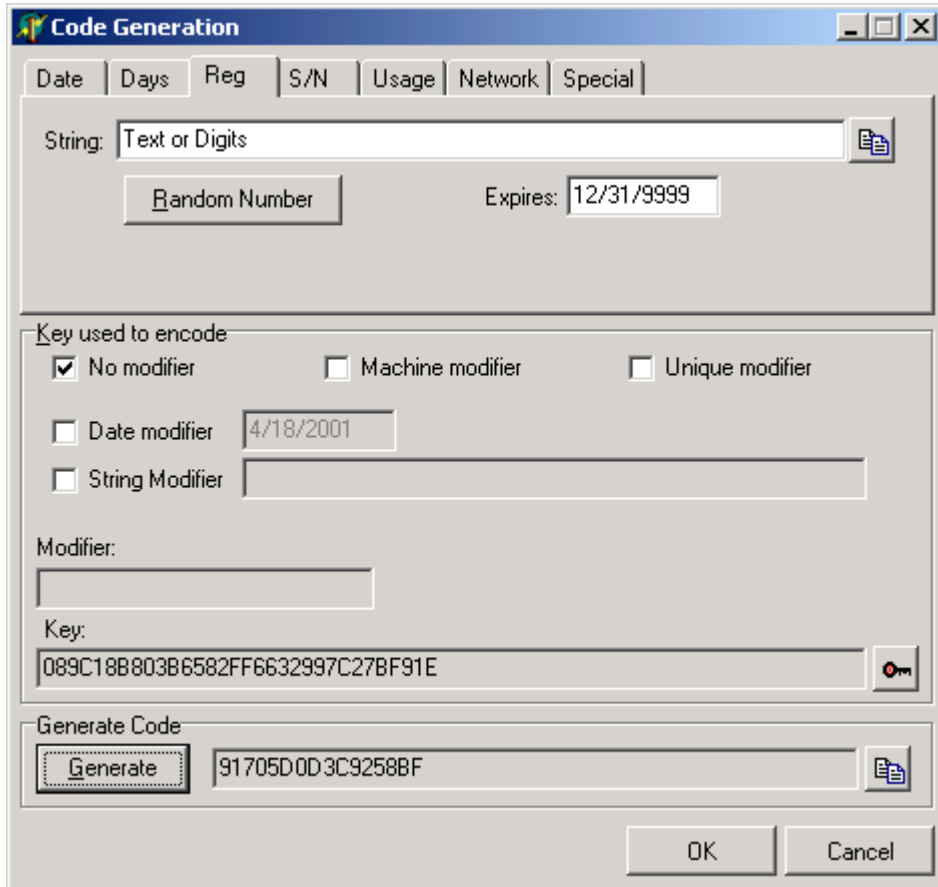 Code Generation
Date Days Reg S/N Usage Network Special
String: Text or Digits
Random Number Expires: 12/31/9999
Key used to encode
No modifier Machine modifier Unique modifier
Date modifier 4/18/2001
String Modifier
Modifier:
Key:
089C18B803B6582FF6632997C27BF91E
Generate Code
Generate 91705D0D3C9258BF
OK Cancel